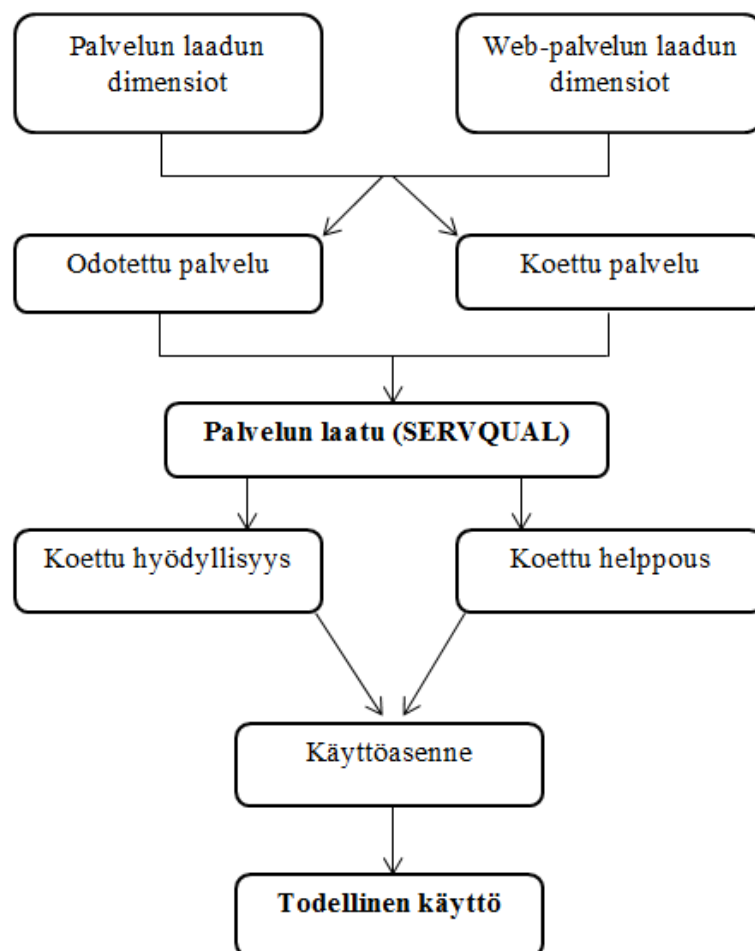 Palvelun laadun
dimensiot
Web-palvelun laadun
dimensiot
Odotettu palvelu
Koettu palvelu
Palvelun laatu (SERVQUAL)
Koettu hyödyllisyys
Koettu helppous
Käyttöasenne
Todellinen käyttö